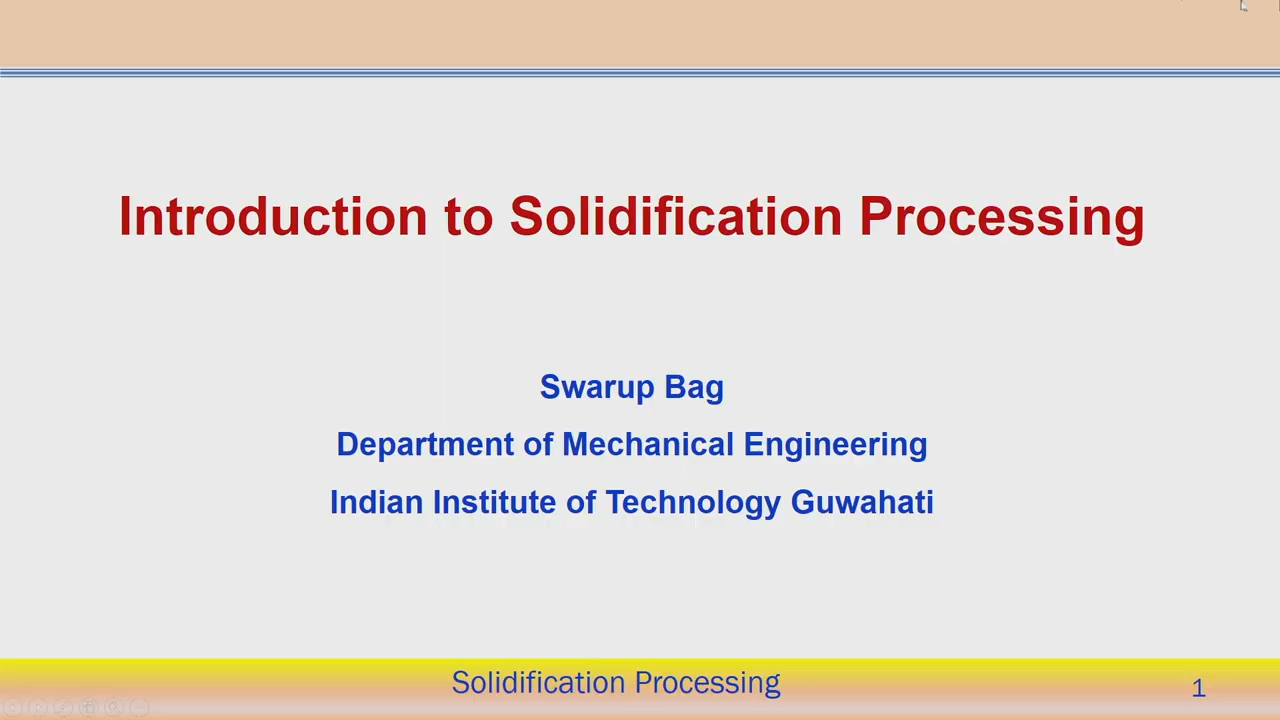 Introduction to Solidification Processing
Swarup Bag
Department of Mechanical Engineering
Indian Institute of Technology Guwahati
Solidification Processing
1